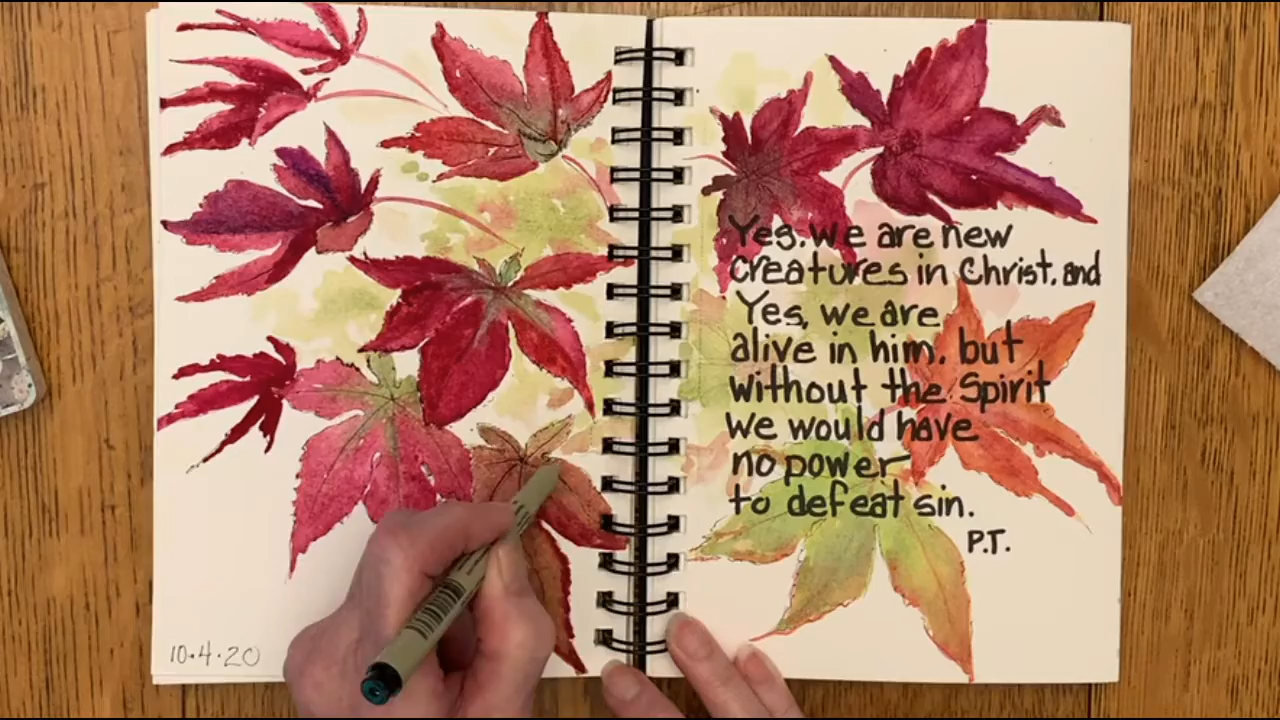 10.4.20
Yes. we are new
creatures in Christ. and
Yes, we are
alive in him. but
without the Spirit
we would have
no power
to defeat sin.
P.T.